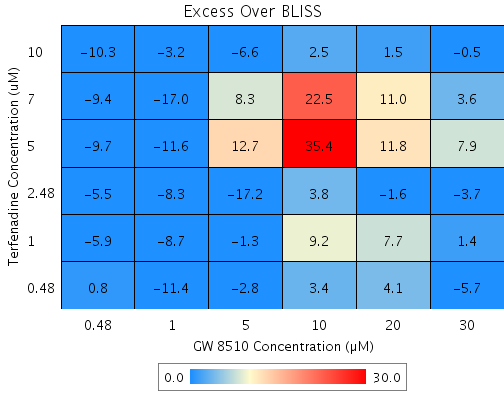 Excess Over BLISS
Terfenadine Concentration (uM)
10 −10.3 −3.2 −6.6 2.5 1.5 −0.5
7 −9.4 −17.0 8.3 22.5 11.0 3.6
5 −9.7 −11.6 12.7 35.4 11.8 7.9
2.48 −5.5 −8.3 −17.2 3.8 −1.6 −3.7
1 −5.9 −8.7 −1.3 9.2 7.7 1.4
0.48 0.8 −11.4 −2.8 3.4 4.1 −5.7
0.48 1 5 10 20 30
GW 8510 Concentration (µM)
0.0 30.0